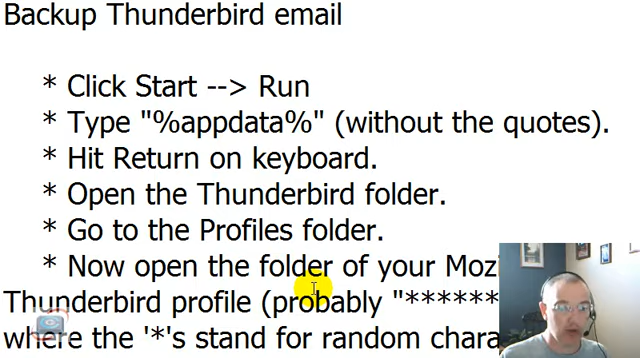 Backup Thunderbird email
* Click Start --> Run
* Type "%appdata%" (without the quotes).
* Hit Return on keyboard.
* Open the Thunderbird folder.
* Go to the Profiles folder.
* Now open the folder of your Mozi
Thunderbird profile (probably "*******
where the '*'s stand for random chara